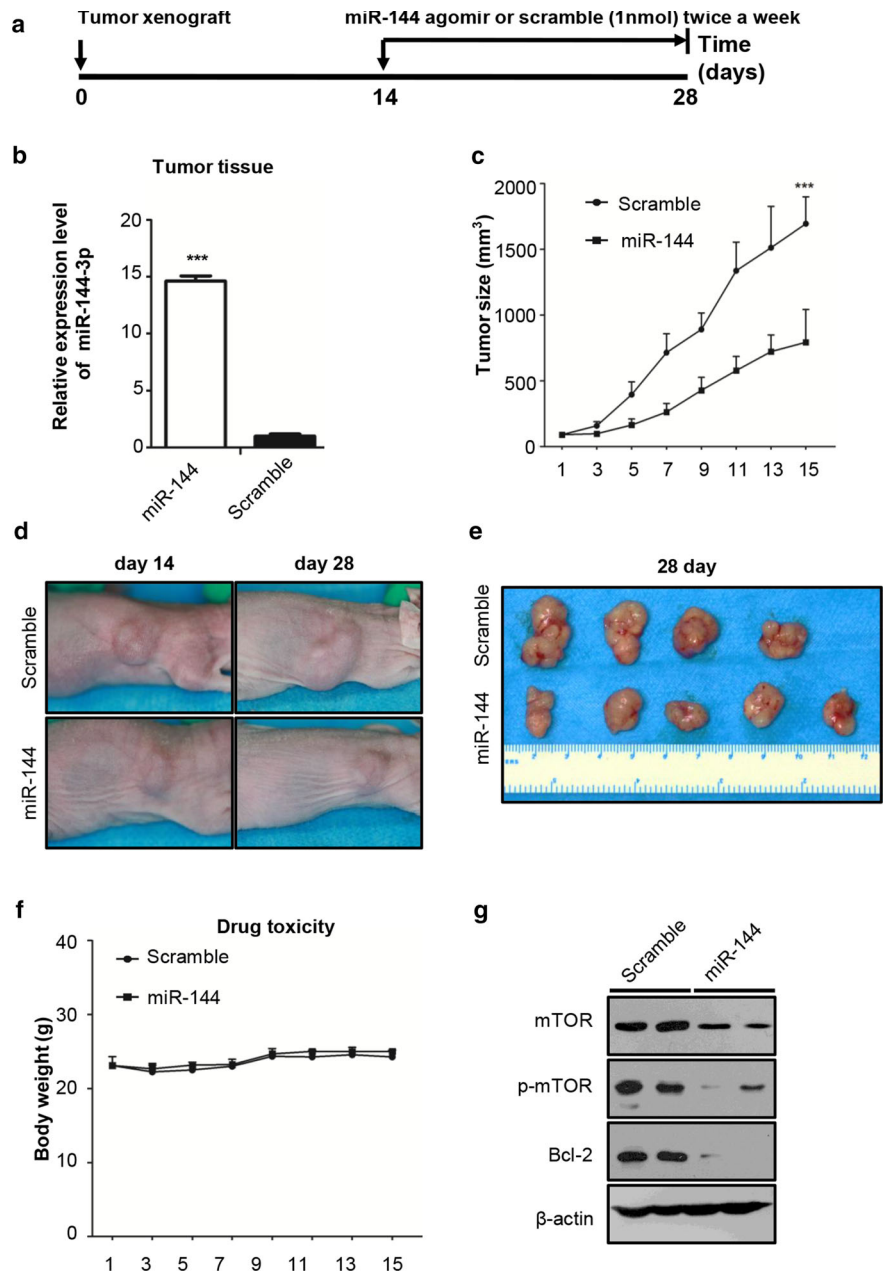 a
Tumor xenograft
miR-144 agomir or scramble (1nmol) twice a week
Time
(days)
0
14
28
b
Tumor tissue
Relative expression level
of miR-144-3p
20
15
10
5
0
***
miR-144
Scramble
c
Tumor size (mm³)
2000
1500
1000
500
0
Scramble
miR-144
***
1 3 5 7 9 11 13 15
d
day 14
day 28
Scramble
miR-144
e
28 day
Scramble
miR-144
f
Drug toxicity
Body weight (g)
40
30
20
10
0
Scramble
miR-144
1 3 5 7 9 11 13 15
g
Scramble
miR-144
mTOR
p-mTOR
Bcl-2
β-actin